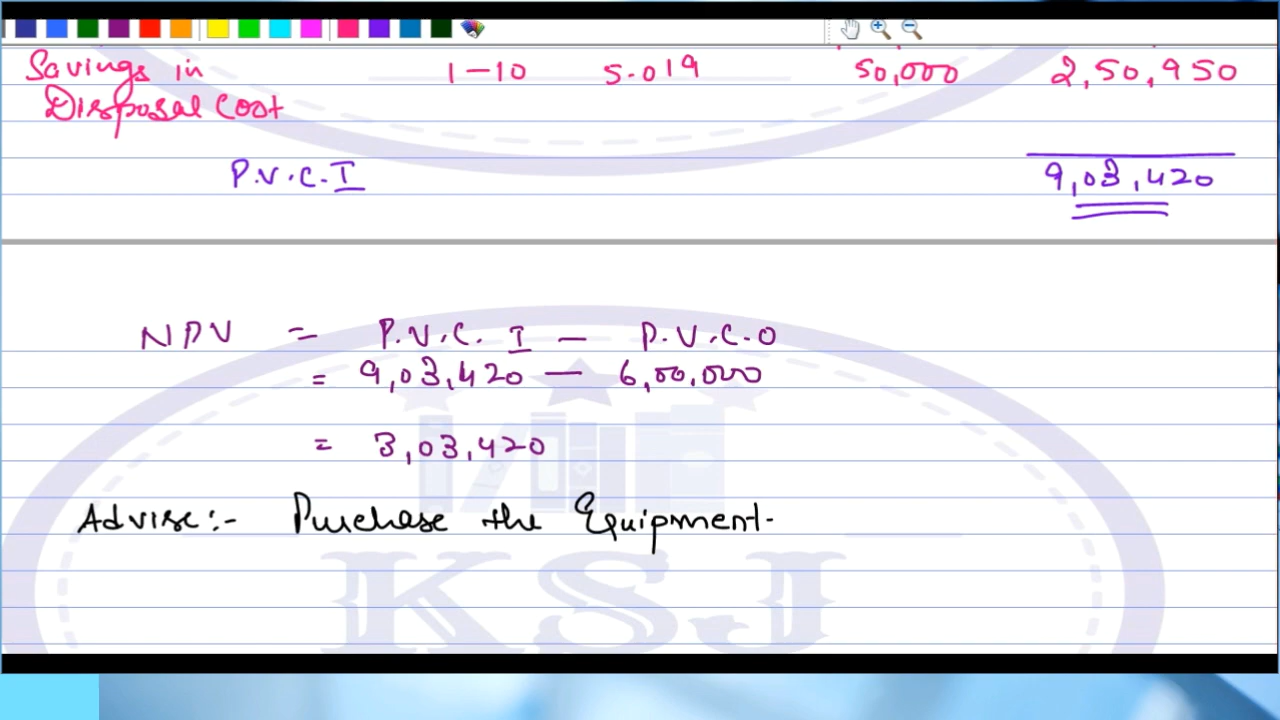 Savings in 1-10 5.019 50,000 2,50,950
Disposal Cost
P.V.C.I 9,03,420
NPV = P.V.C.I - P.V.C.O
= 9,03,420 - 6,00,000
= 3,03,420
Advise:- Purchase the Equipment.
KSJ